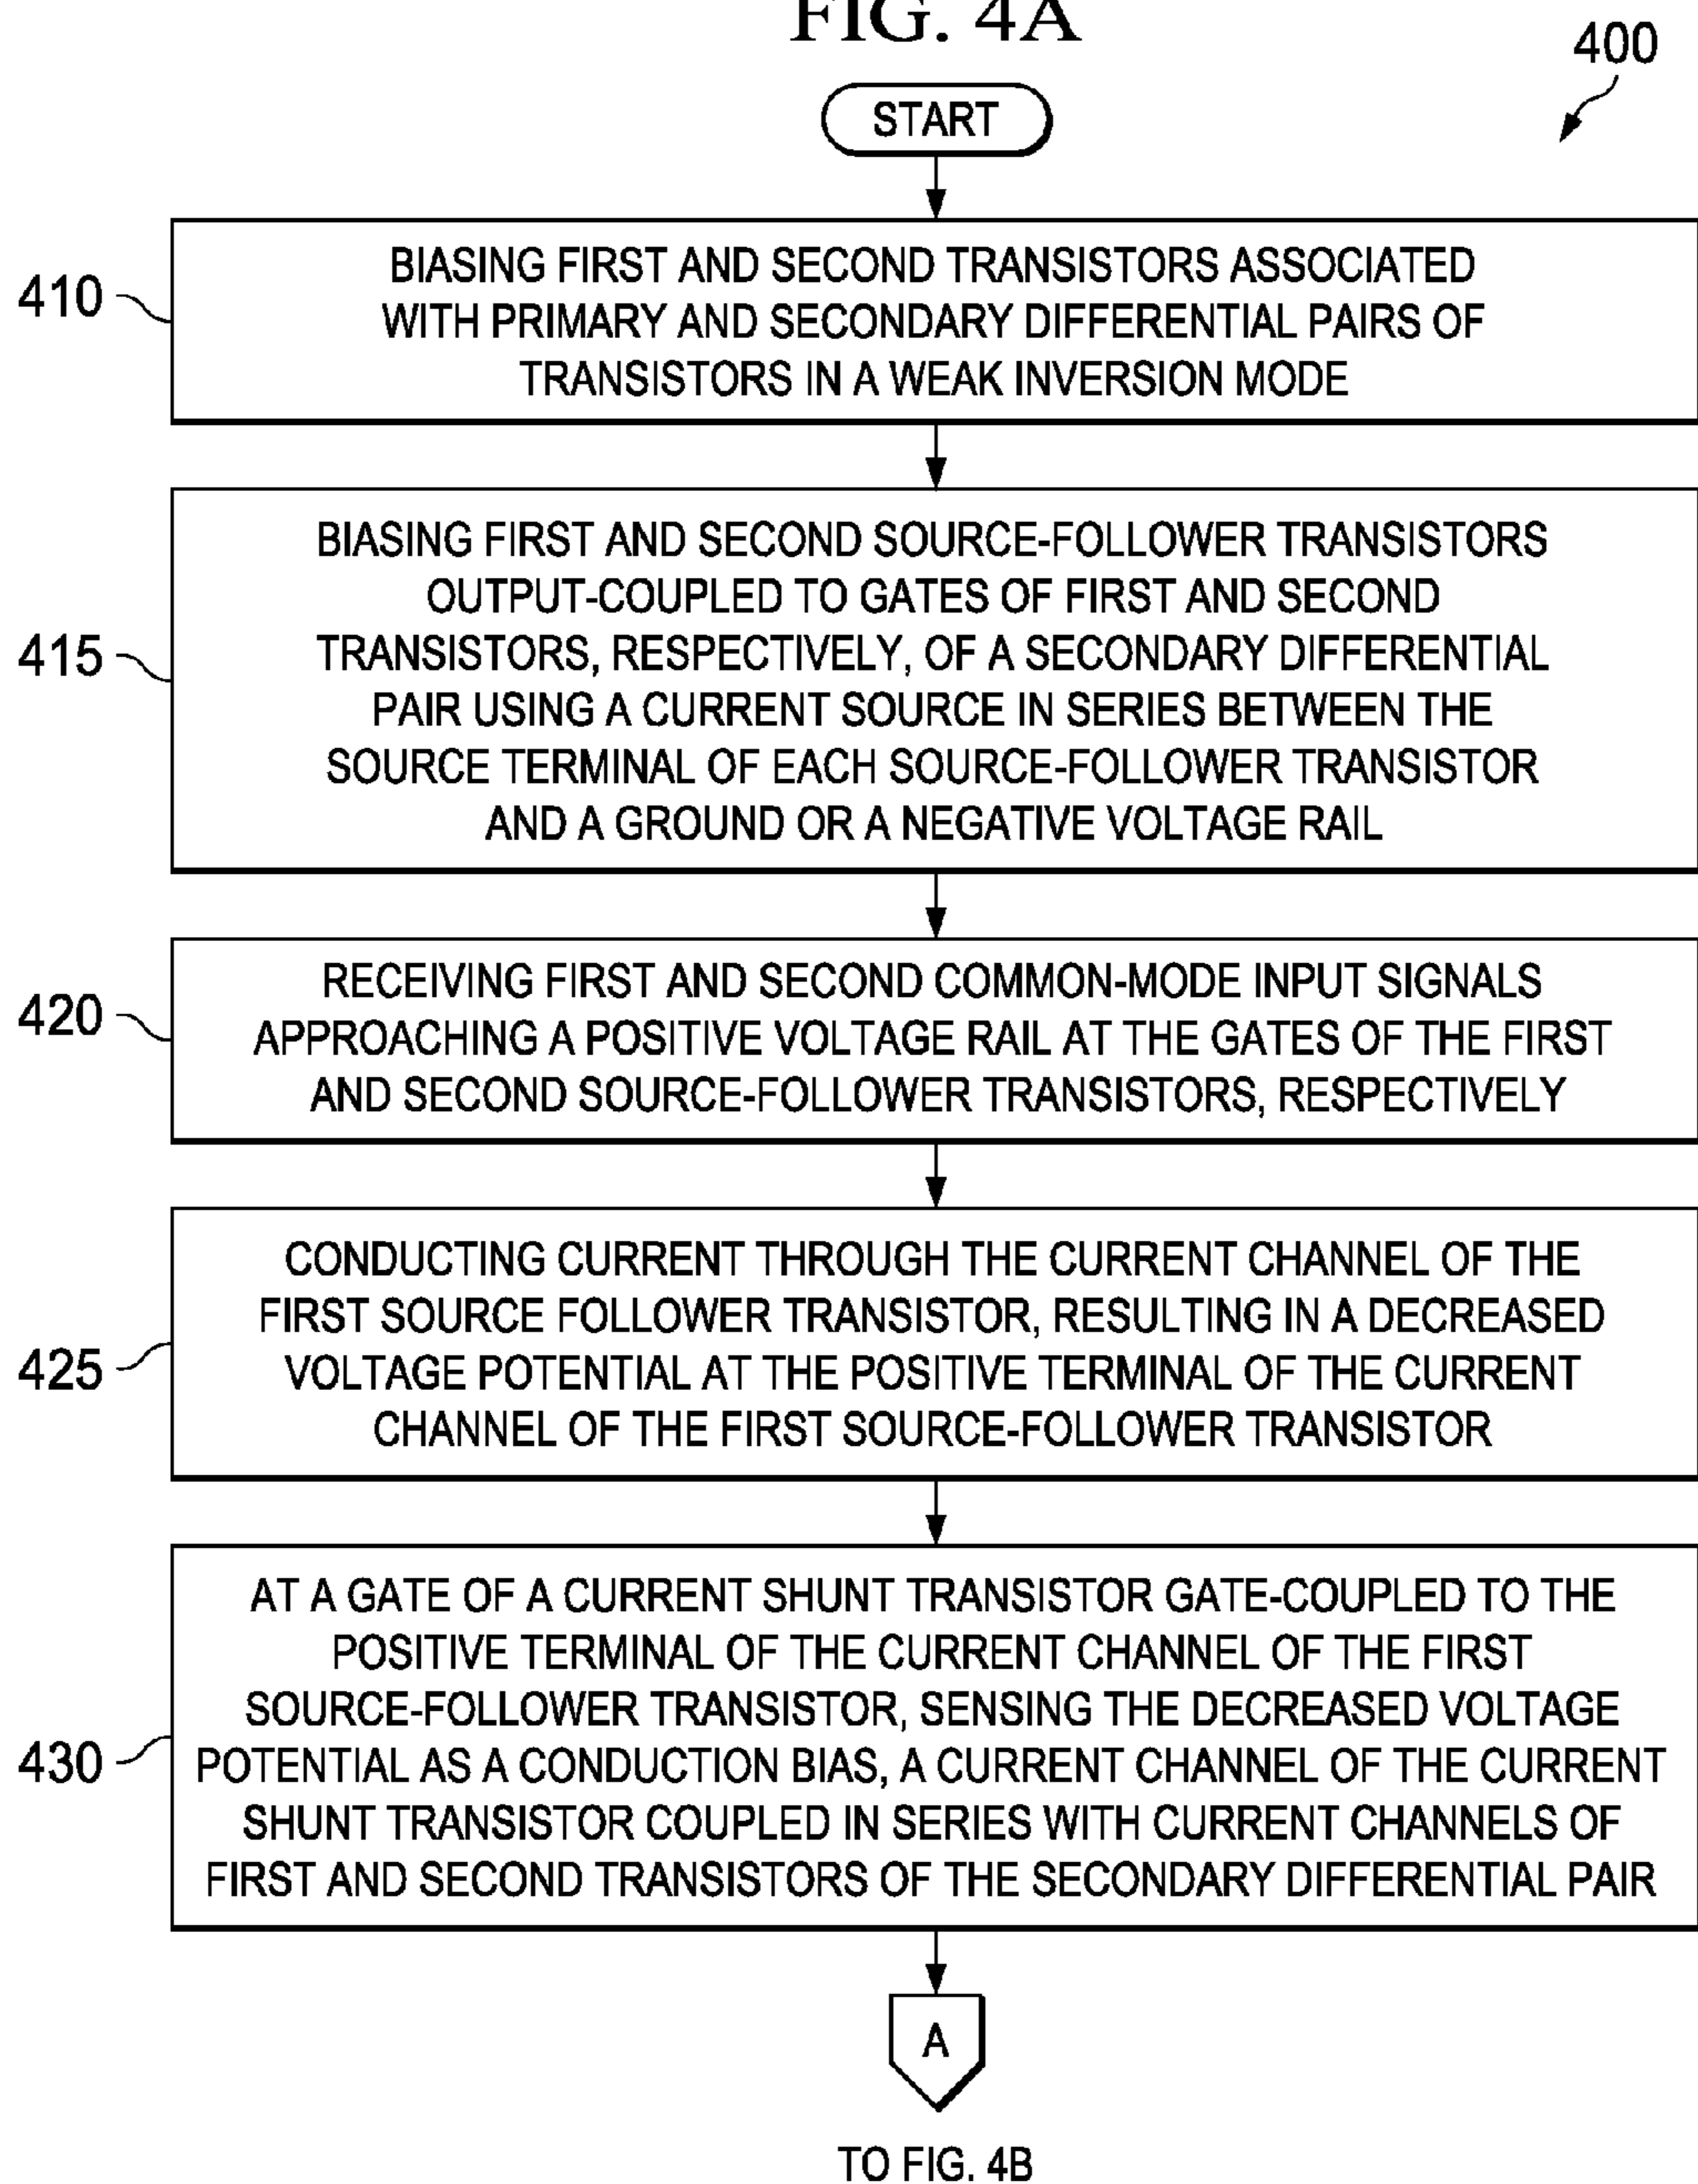 FIG. 4A
400
START
410
BIASING FIRST AND SECOND TRANSISTORS ASSOCIATED
WITH PRIMARY AND SECONDARY DIFFERENTIAL PAIRS OF
TRANSISTORS IN A WEAK INVERSION MODE
415
BIASING FIRST AND SECOND SOURCE-FOLLOWER TRANSISTORS
OUTPUT-COUPLED TO GATES OF FIRST AND SECOND
TRANSISTORS, RESPECTIVELY, OF A SECONDARY DIFFERENTIAL
PAIR USING A CURRENT SOURCE IN SERIES BETWEEN THE
SOURCE TERMINAL OF EACH SOURCE-FOLLOWER TRANSISTOR
AND A GROUND OR A NEGATIVE VOLTAGE RAIL
420
RECEIVING FIRST AND SECOND COMMON-MODE INPUT SIGNALS
APPROACHING A POSITIVE VOLTAGE RAIL AT THE GATES OF THE FIRST
AND SECOND SOURCE-FOLLOWER TRANSISTORS, RESPECTIVELY
425
CONDUCTING CURRENT THROUGH THE CURRENT CHANNEL OF THE
FIRST SOURCE FOLLOWER TRANSISTOR, RESULTING IN A DECREASED
VOLTAGE POTENTIAL AT THE POSITIVE TERMINAL OF THE CURRENT
CHANNEL OF THE FIRST SOURCE-FOLLOWER TRANSISTOR
430
AT A GATE OF A CURRENT SHUNT TRANSISTOR GATE-COUPLED TO THE
POSITIVE TERMINAL OF THE CURRENT CHANNEL OF THE FIRST
SOURCE-FOLLOWER TRANSISTOR, SENSING THE DECREASED VOLTAGE
POTENTIAL AS A CONDUCTION BIAS, A CURRENT CHANNEL OF THE CURRENT
SHUNT TRANSISTOR COUPLED IN SERIES WITH CURRENT CHANNELS OF
FIRST AND SECOND TRANSISTORS OF THE SECONDARY DIFFERENTIAL PAIR
A
TO FIG. 4B